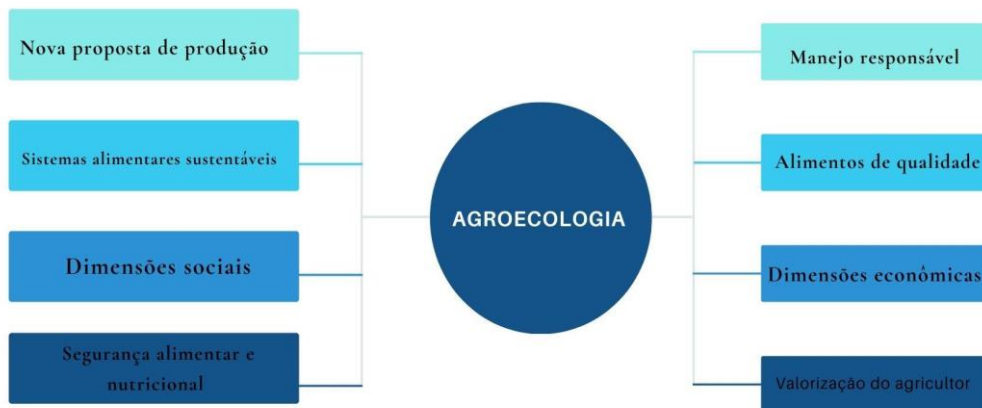 Nova proposta de produção
Sistemas alimentares sustentáveis
Dimensões sociais
Segurança alimentar e
nutricional
AGROECOLOGIA
Manejo responsável
Alimentos de qualidade
Dimensões econômicas
Valorização do agricultor